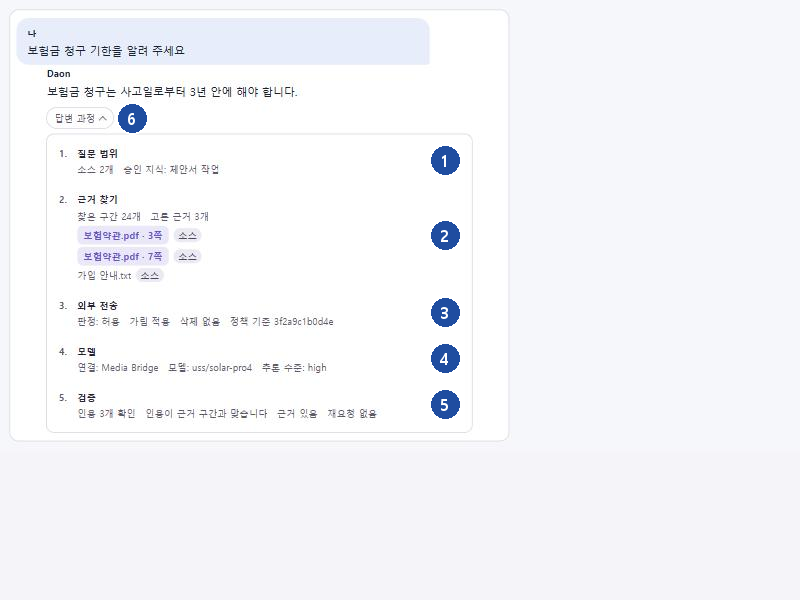 나
보험금 청구 기한을 알려 주세요
Daon
보험금 청구는 사고일로부터 3년 안에 해야 합니다.
답변 과정 6
1. 질문 범위 1
소스 2개 승인 지식: 제안서 작업
2. 근거 찾기
찾은 구간 24개 고른 근거 3개
보험약관.pdf · 3쪽 소스 2
보험약관.pdf · 7쪽 소스
가입 안내.txt 소스
3. 외부 전송 3
판정: 허용 가림 적용 삭제 없음 정책 기준 3f2a9c1b0d4e
4. 모델 4
연결: Media Bridge 모델: uss/solar-pro4 추론 수준: high
5. 검증 5
인용 3개 확인 인용이 근거 구간과 맞습니다 근거 있음 재요청 없음